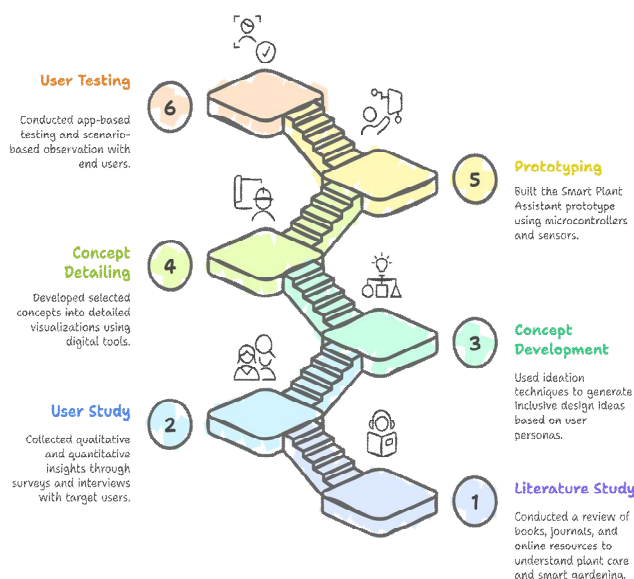 User Testing
6
Conducted app-based
testing and scenario-
based observation with
end users.
5
Prototyping
Built the Smart Plant
Assistant prototype
using microcontrollers
and sensors.
Concept
Detailing
4
Developed selected
concepts into detailed
visualizations using
digital tools.
3
Concept
Development
Used ideation
techniques to generate
inclusive design ideas
based on user
personas.
User Study
2
Collected qualitative
and quantitative
insights through
surveys and interviews
with target users.
1
Literature Study
Conducted a review of
books, journals, and
online resources to
understand plant care
and smart gardening.